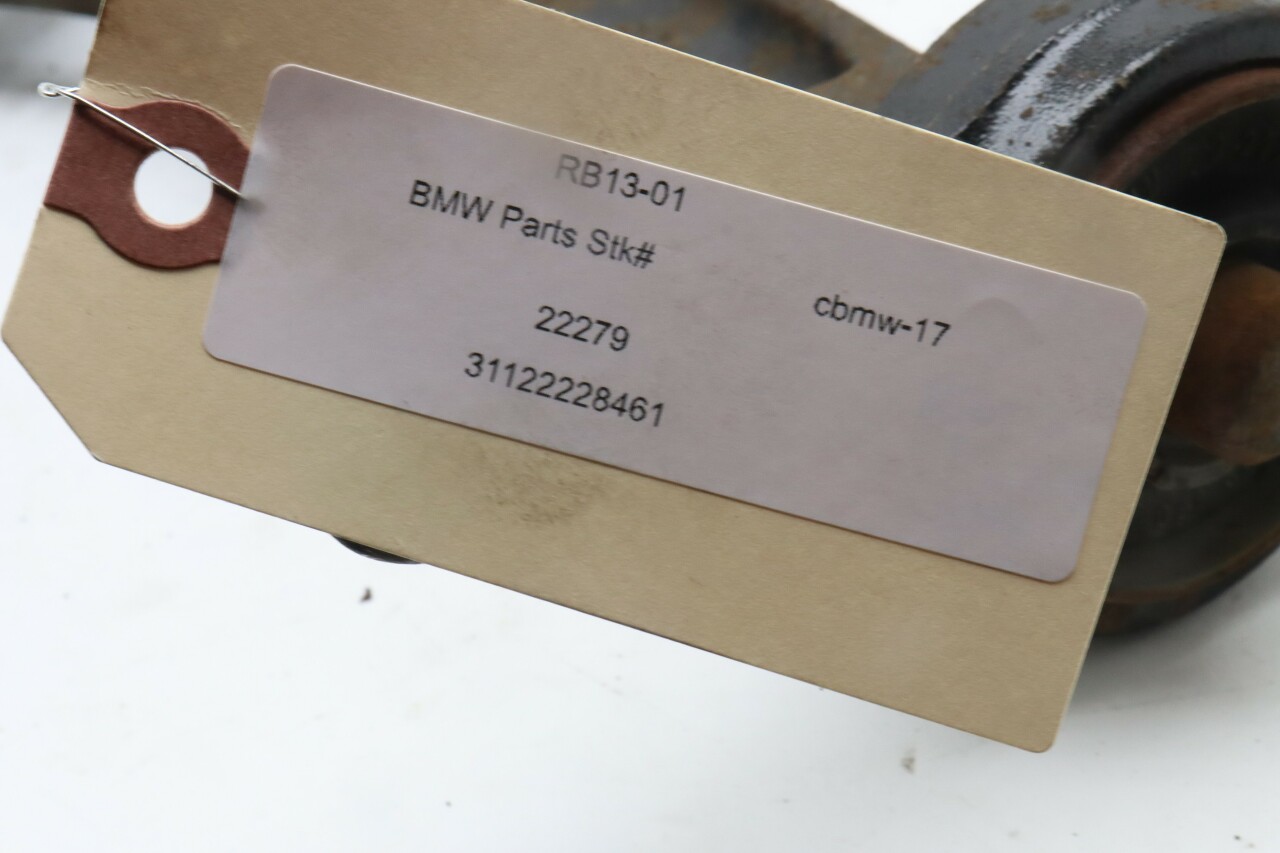 RB13-01
BMW Parts Stk#
cbmw-17
22279
31122228461